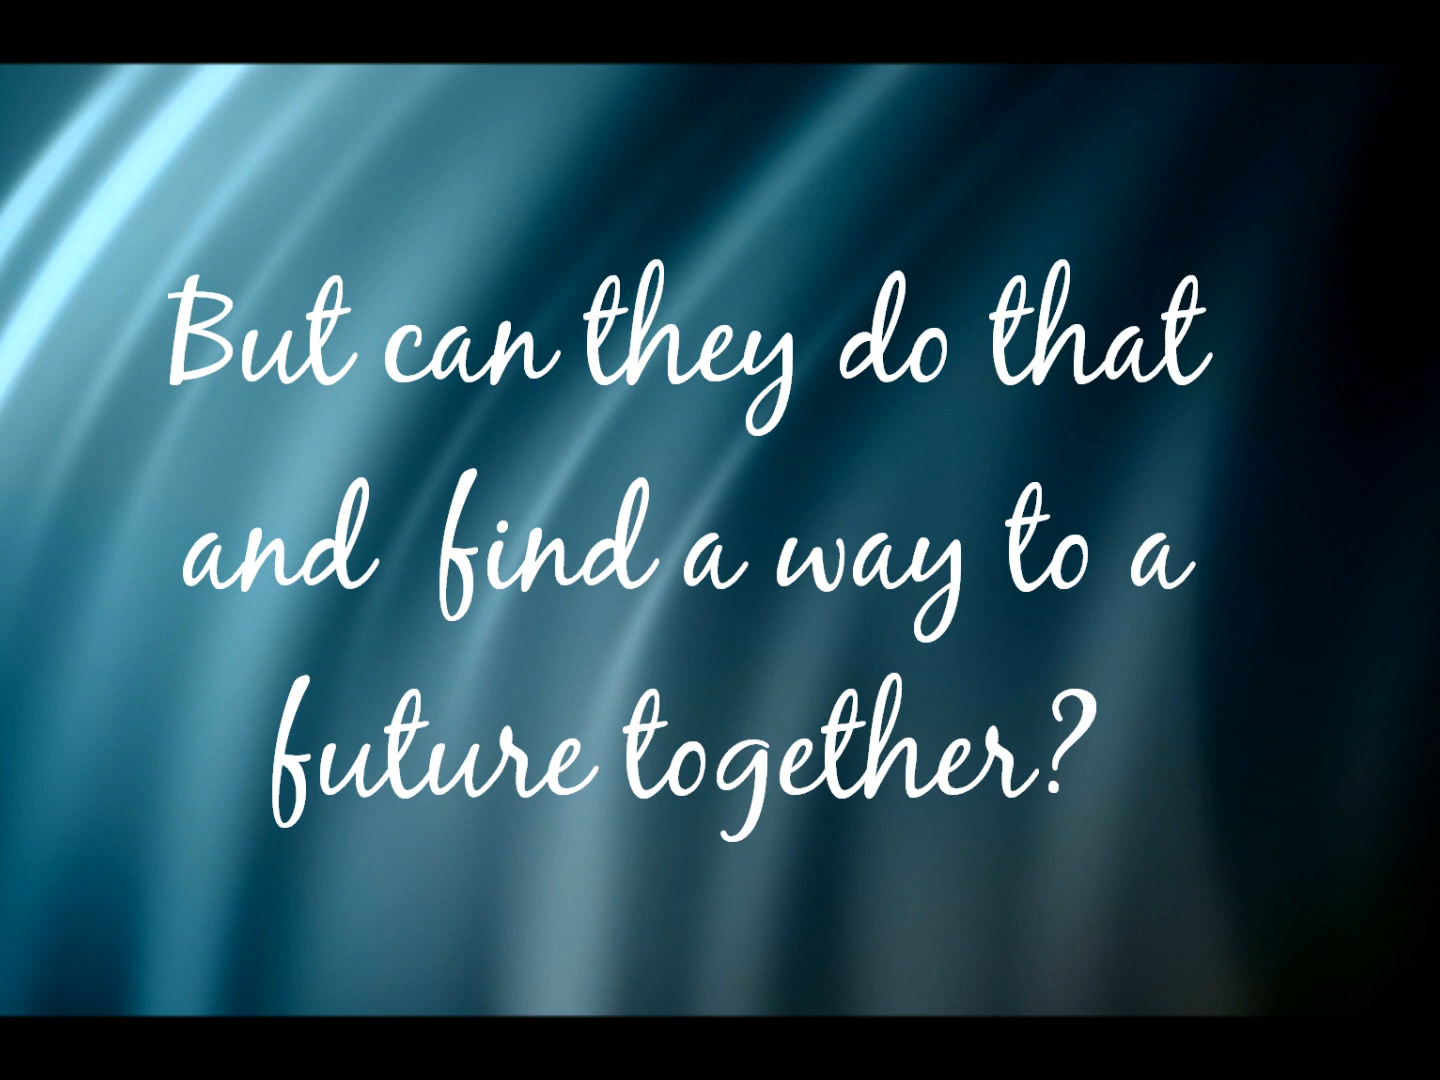 But can they do that
and find a way to a
future together?